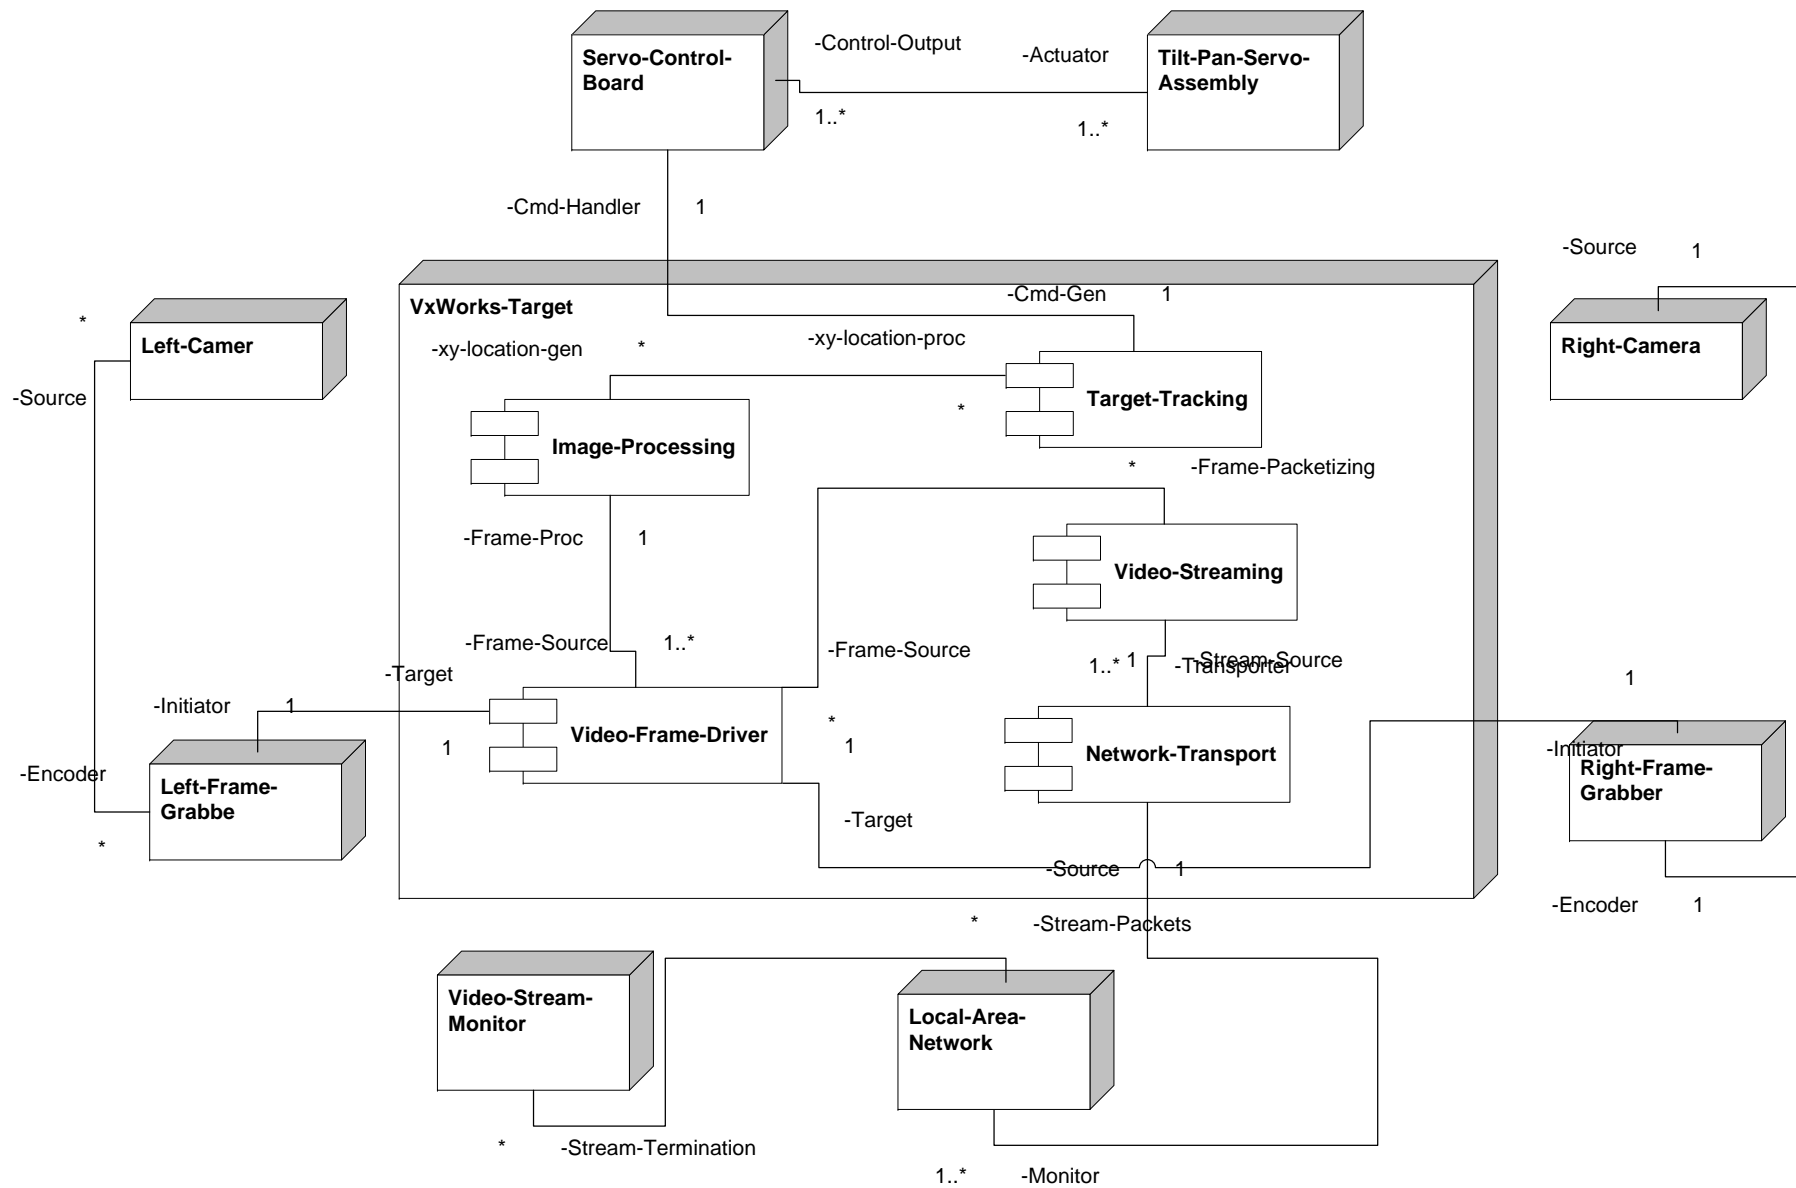 -Control-Output
-Actuator
Servo-Control-
Board
Tilt-Pan-Servo-
Assembly
1..*
1..*
-Cmd-Handler
1
-Source
1
-Cmd-Gen
1
VxWorks-Target
*
Left-Camer
-xy-location-gen
*
-xy-location-proc
Right-Camera
-Source
*
Target-Tracking
Image-Processing
*
-Frame-Packetizing
-Frame-Proc
1
Video-Streaming
-Frame-Source
1..*
-Frame-Source
1
-Stream-Source
1..*
-Transporter
-Target
1
-Initiator
1
*
1
1
Video-Frame-Driver
Network-Transport
-Initiator
-Encoder
Left-Frame-
Grabbe
Right-Frame-
Grabber
*
-Target
-Source
1
-Encoder
1
*
-Stream-Packets
Video-Stream-
Monitor
Local-Area-
Network
*
-Stream-Termination
1..*
-Monitor